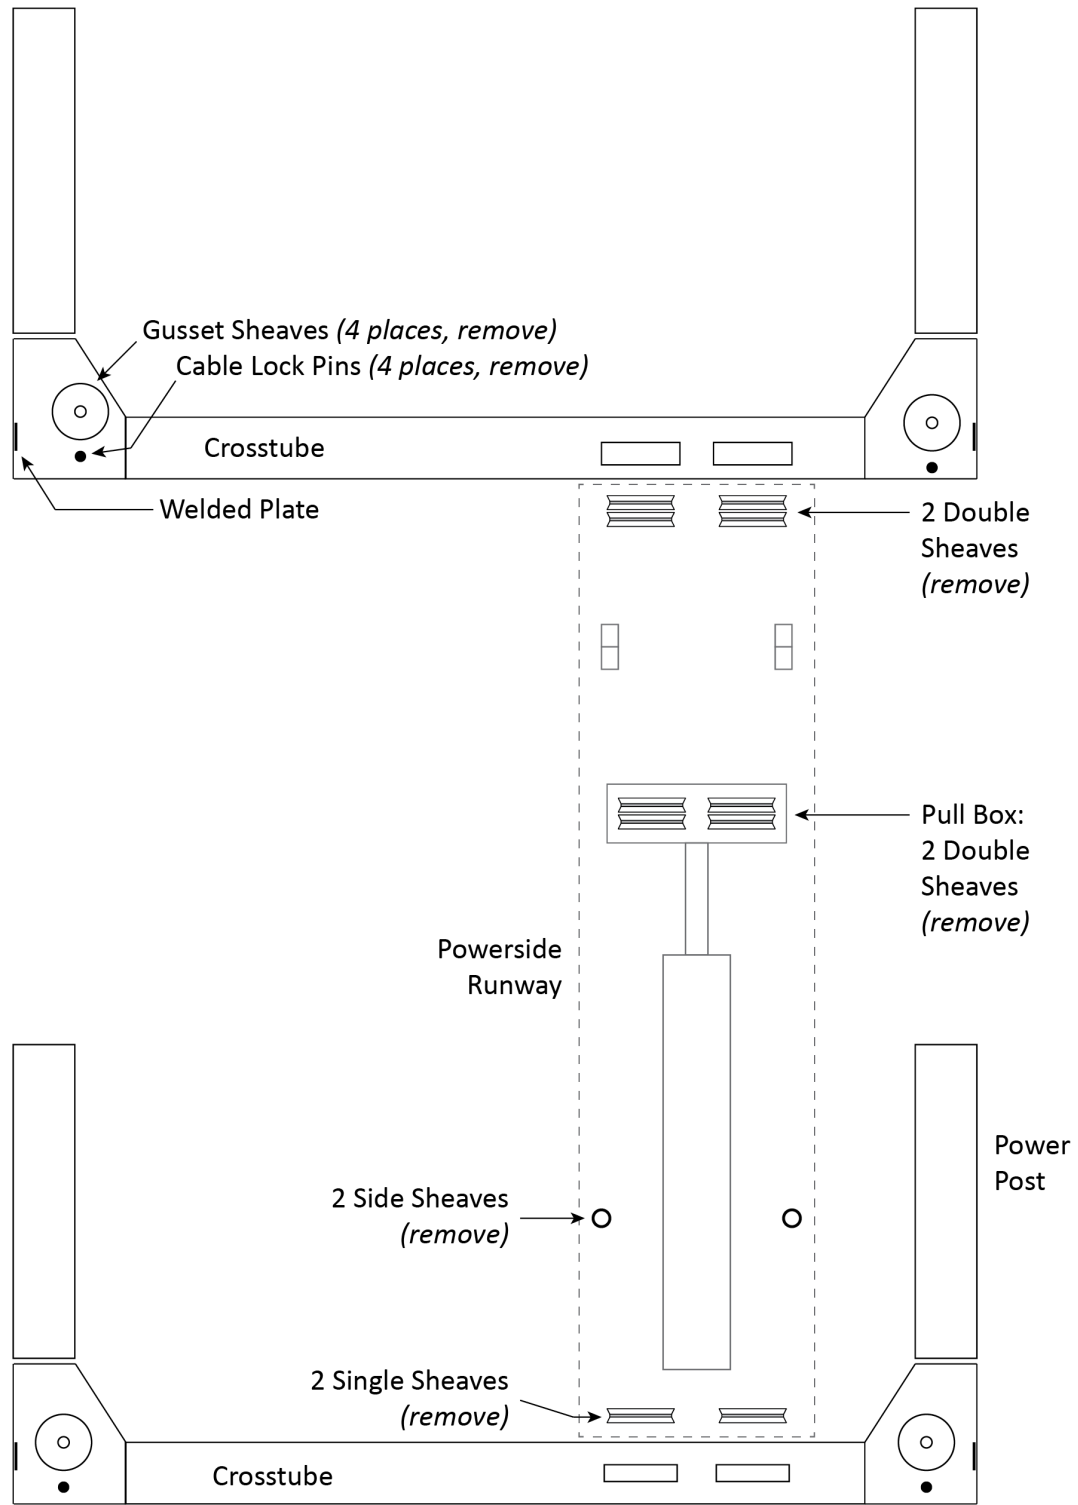 Gusset Sheaves (4 places, remove)
Cable Lock Pins (4 places, remove)
Crosstube
Welded Plate
2 Double
Sheaves
(remove)
Pull Box:
2 Double
Sheaves
(remove)
Powerside
Runway
Power
Post
2 Side Sheaves
(remove)
2 Single Sheaves
(remove)
Crosstube